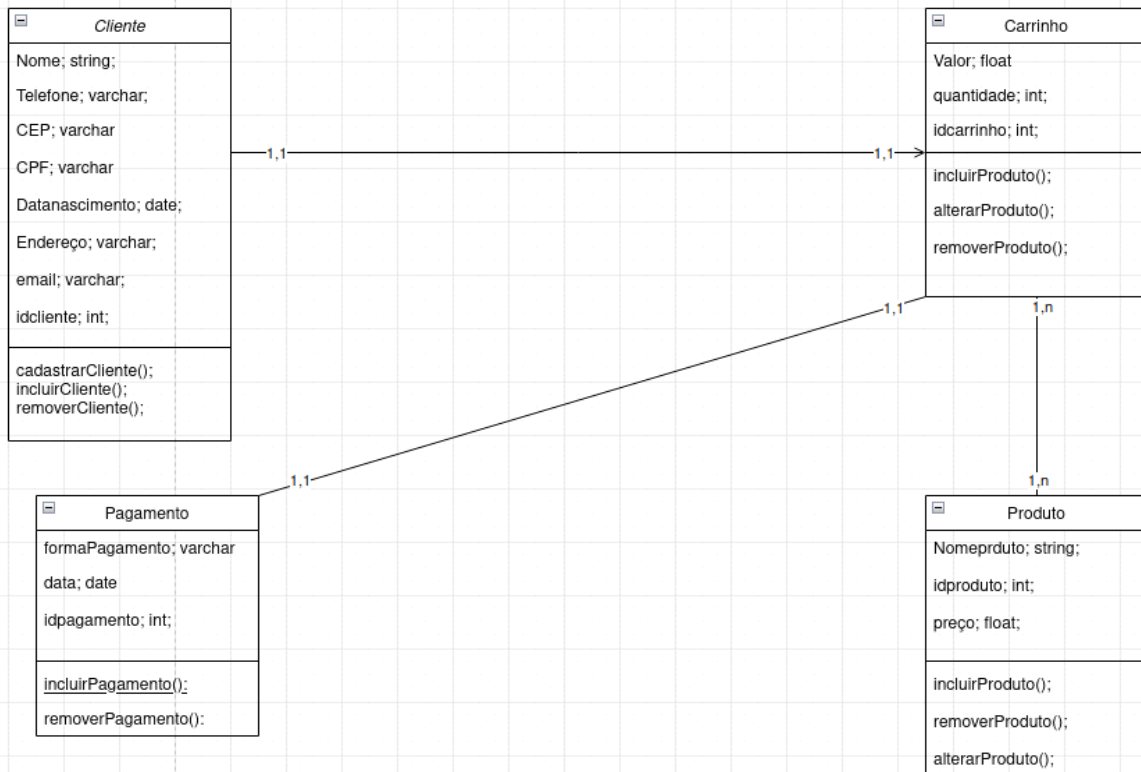 Cliente
Nome; string;
Telefone; varchar;
CEP; varchar
CPF; varchar
Datanascimento; date;
Endereço; varchar;
email; varchar;
idcliente; int;
cadastrarCliente();
incluirCliente();
removerCliente();
1,1
1,1
Carrinho
Valor; float
quantidade; int;
idcarrinho; int;
incluirProduto();
alterarProduto();
removerProduto();
1,1
1,n
1,1
1,n
Pagamento
formaPagamento; varchar
data; date
idpagamento; int;
incluirPagamento():
removerPagamento():
Produto
Nomeprduto; string;
idproduto; int;
preço; float;
incluirProduto();
removerProduto();
alterarProduto();